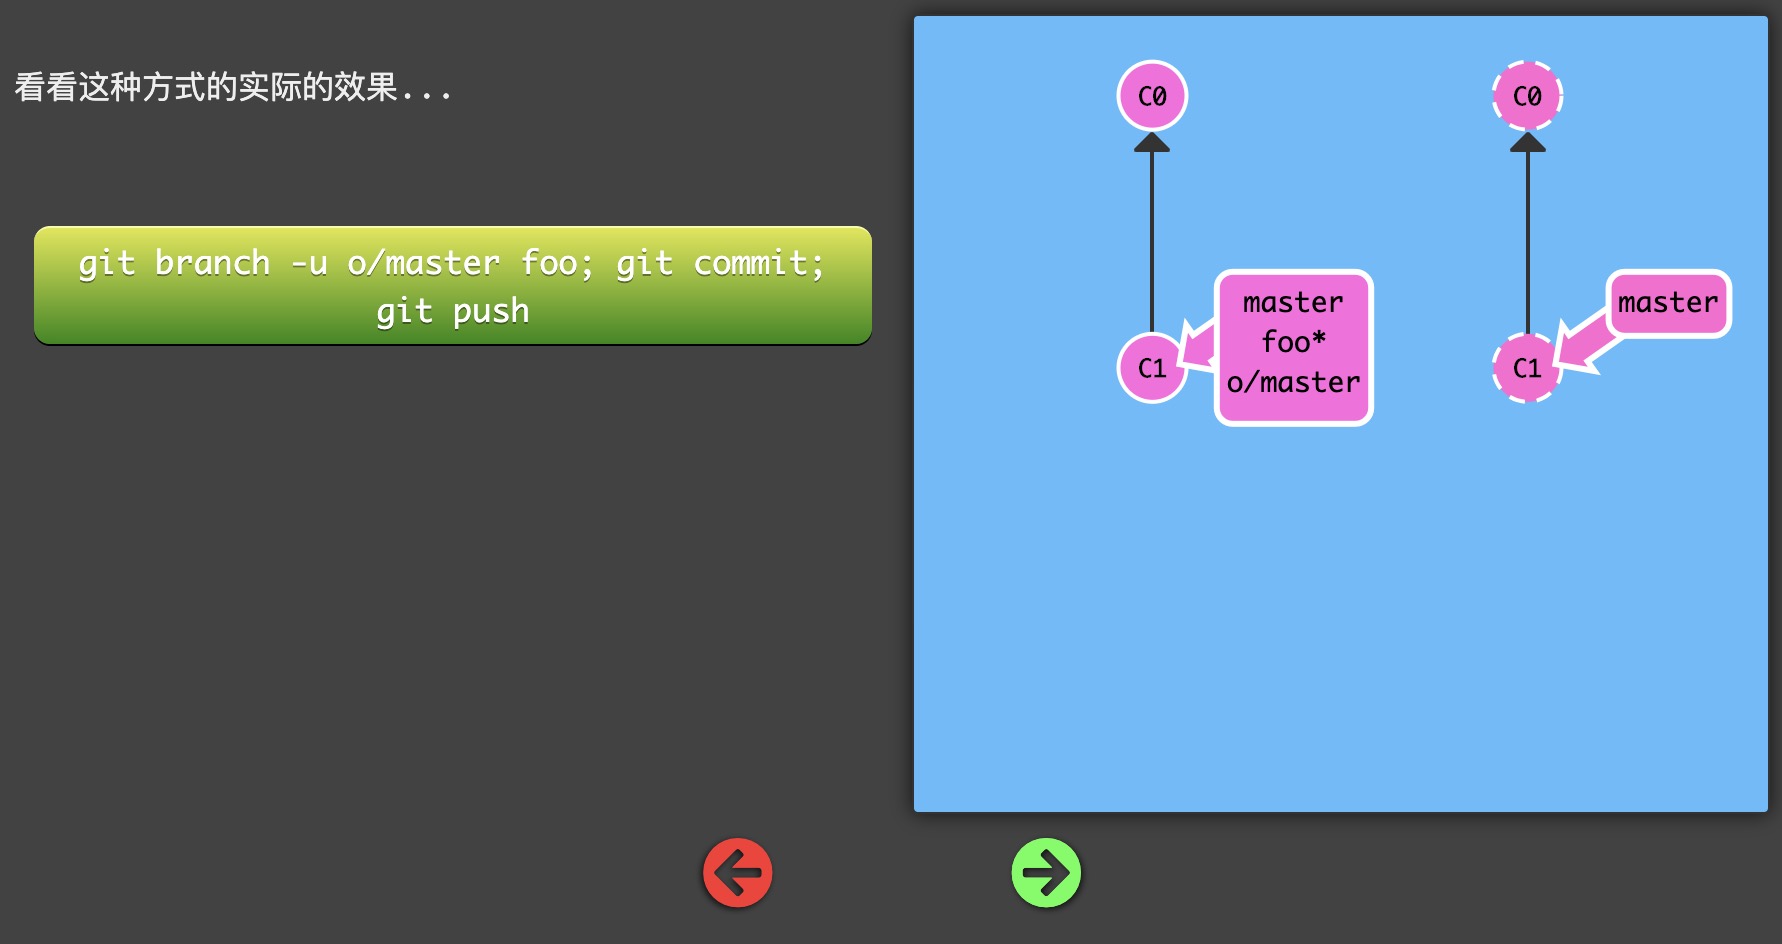 看看这种方式的实际的效果...
git branch -u o/master foo; git commit;
git push
C0
C1
master
foo*
o/master
C0
C1
master